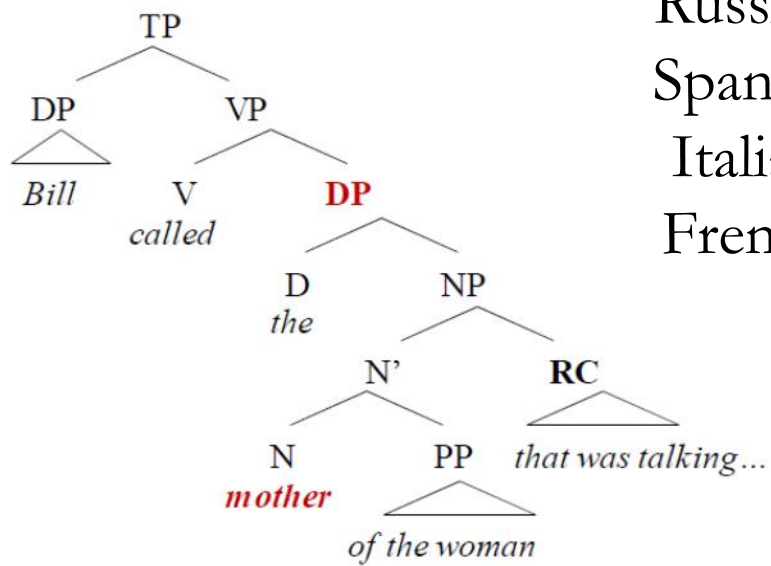 TP
DP VP
Bill V DP
called
D NP
the
N' RC
N PP that was talking...
mother
of the woman